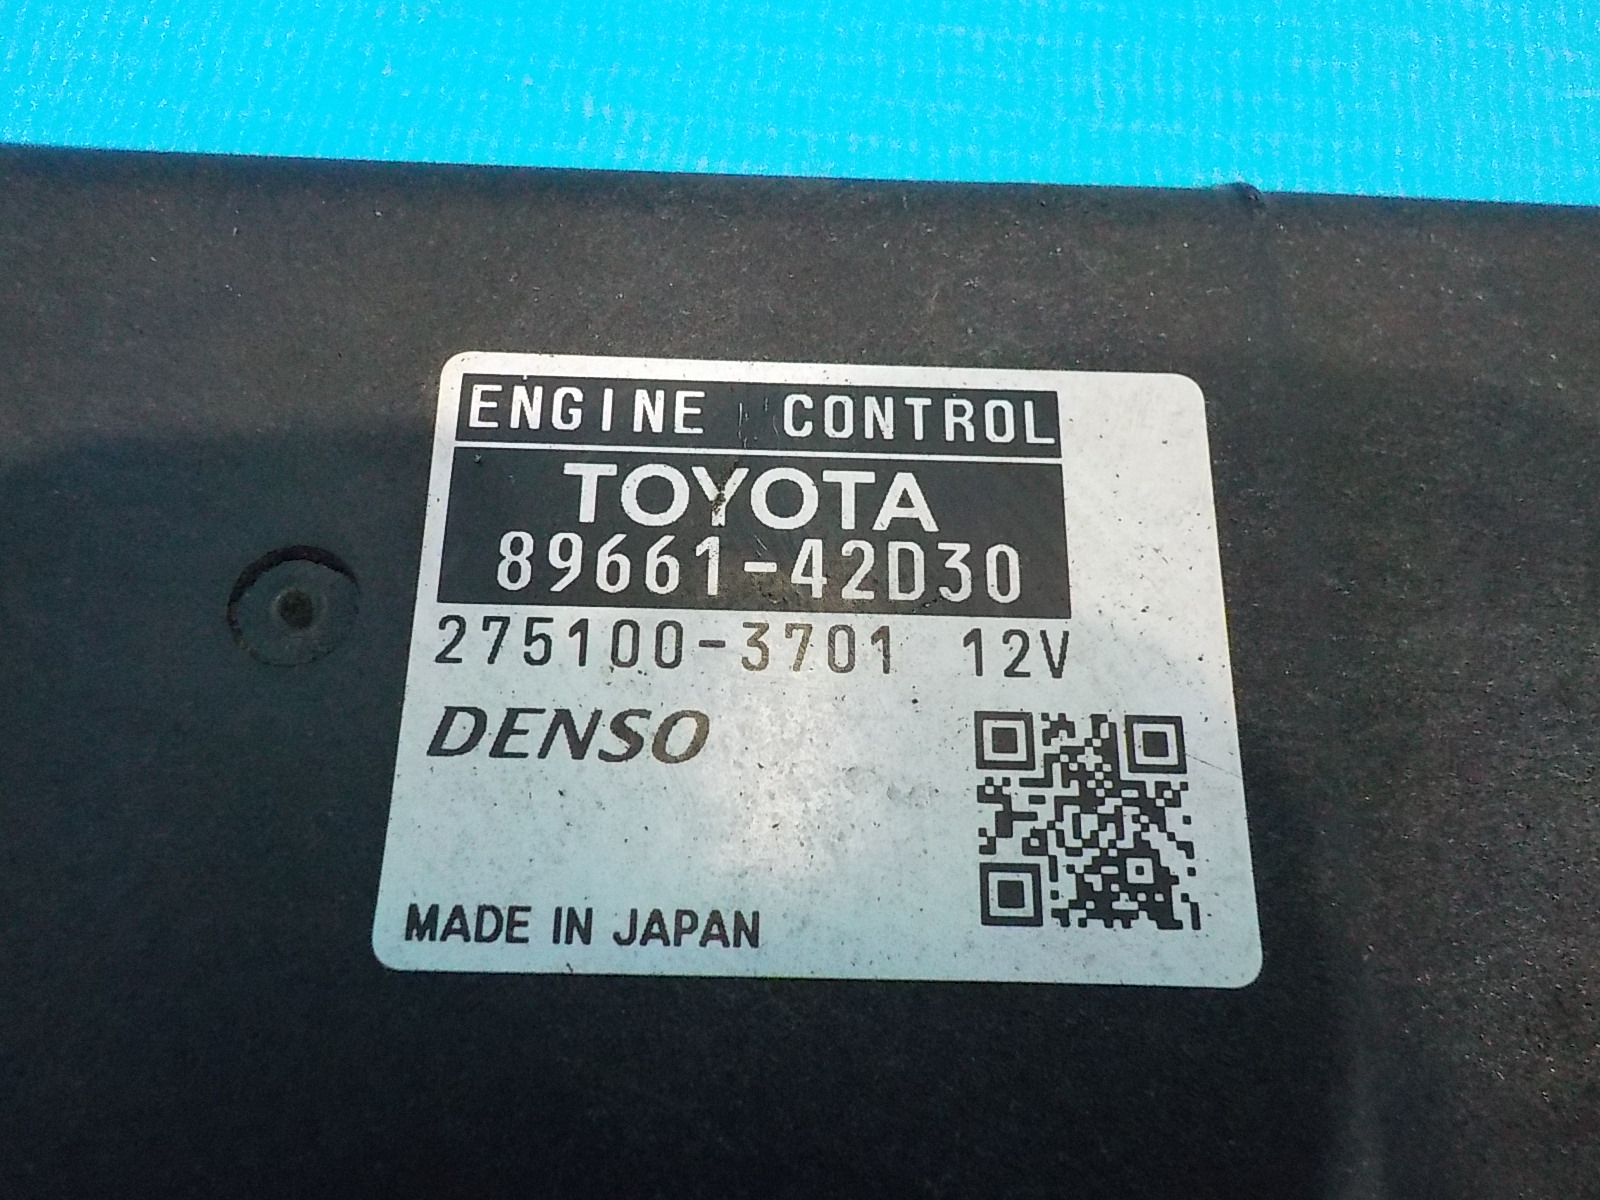 ENGINE CONTROL
TOYOTA
89661-42D30
275100-3701 12V
DENSO
MADE IN JAPAN